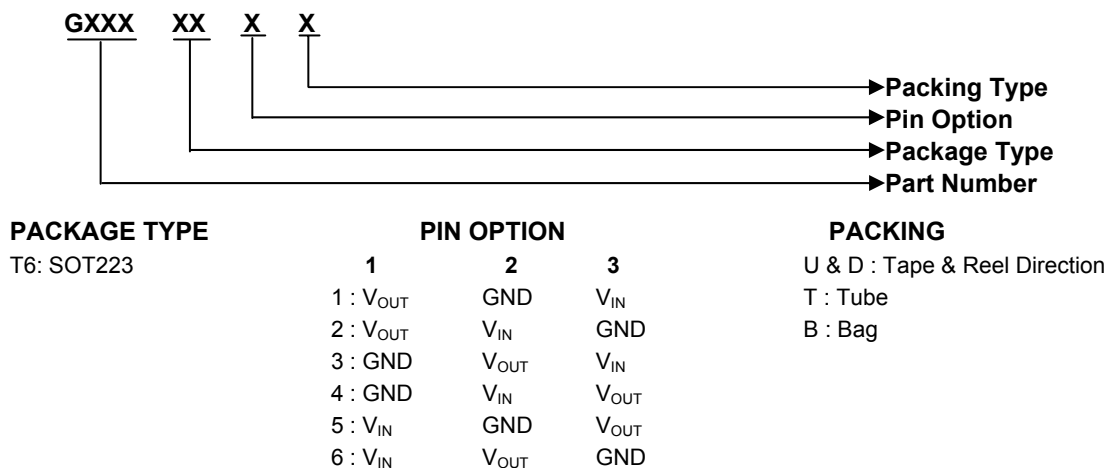 GXXX XX X X
Packing Type
Pin Option
Package Type
Part Number
PACKAGE TYPE PIN OPTION PACKING
T6: SOT223 1 2 3 U & D : Tape & Reel Direction
1 : VOUT GND VIN T : Tube
2 : VOUT VIN GND B : Bag
3 : GND VOUT VIN
4 : GND VIN VOUT
5 : VIN GND VOUT
6 : VIN VOUT GND